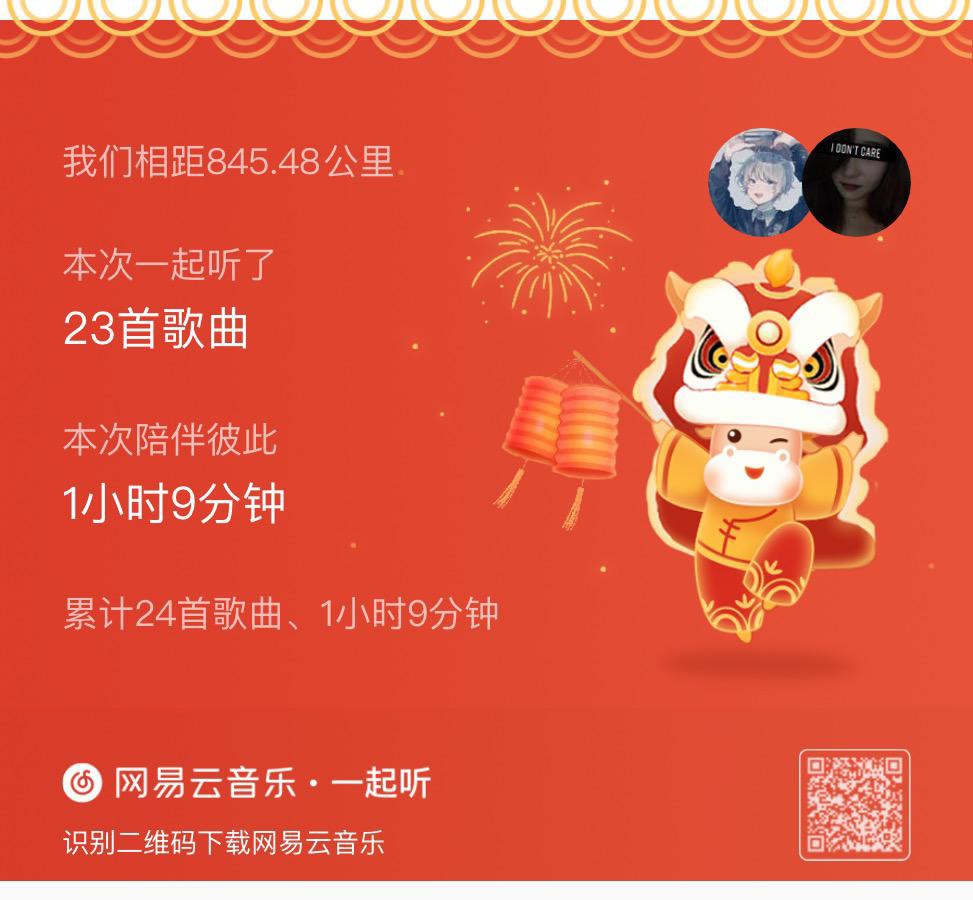 我们相距845.48公里
I DON'T CARE
本次一起听了
23首歌曲
本次陪伴彼此
1小时9分钟
累计24首歌曲、1小时9分钟
网易云音乐·一起听
识别二维码下载网易云音乐